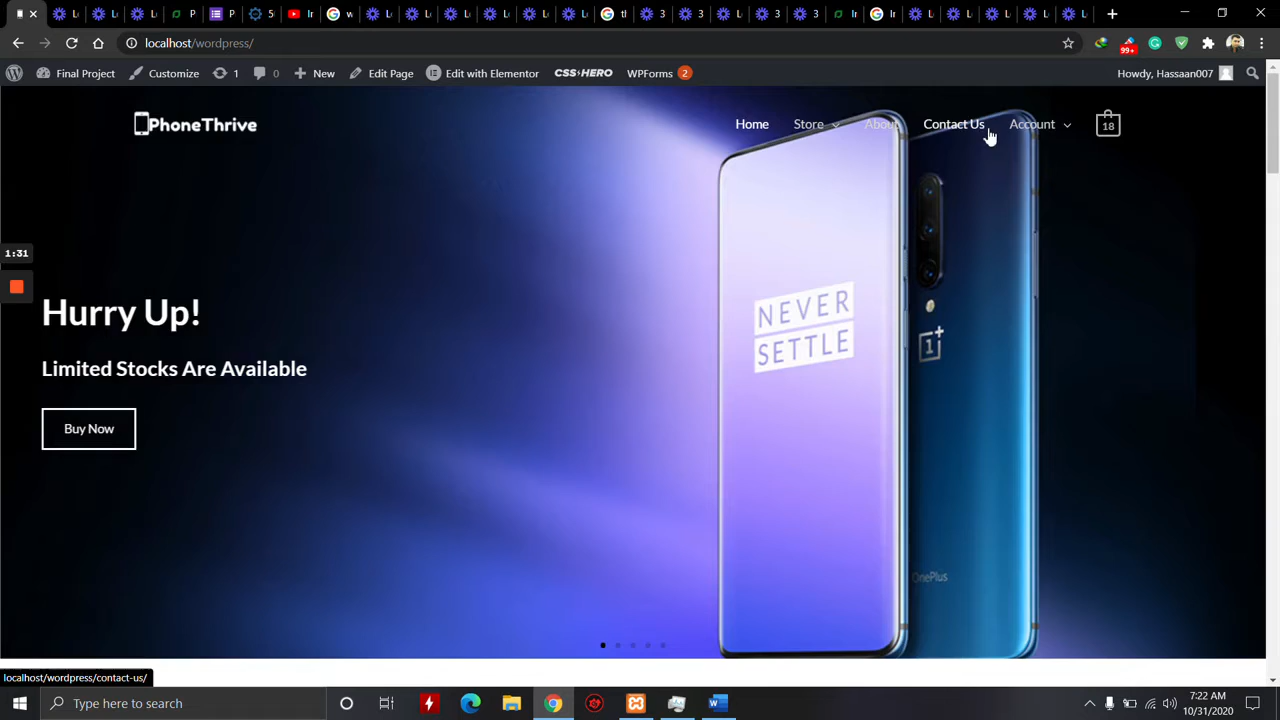 localhost/wordpress/
99+
Final Project
Customize
1
0
New
Edit Page
Edit with Elementor
CSS HERO
WPForms 2
Howdy, Hassaan007
PhoneThrive
Home
Store
About
Contact Us
Account
18
1:31
NEVER
SETTLE
Hurry Up!
Limited Stocks Are Available
Buy Now
OnePlus
localhost/wordpress/contact-us/
Type here to search
7:22 AM
10/31/2020